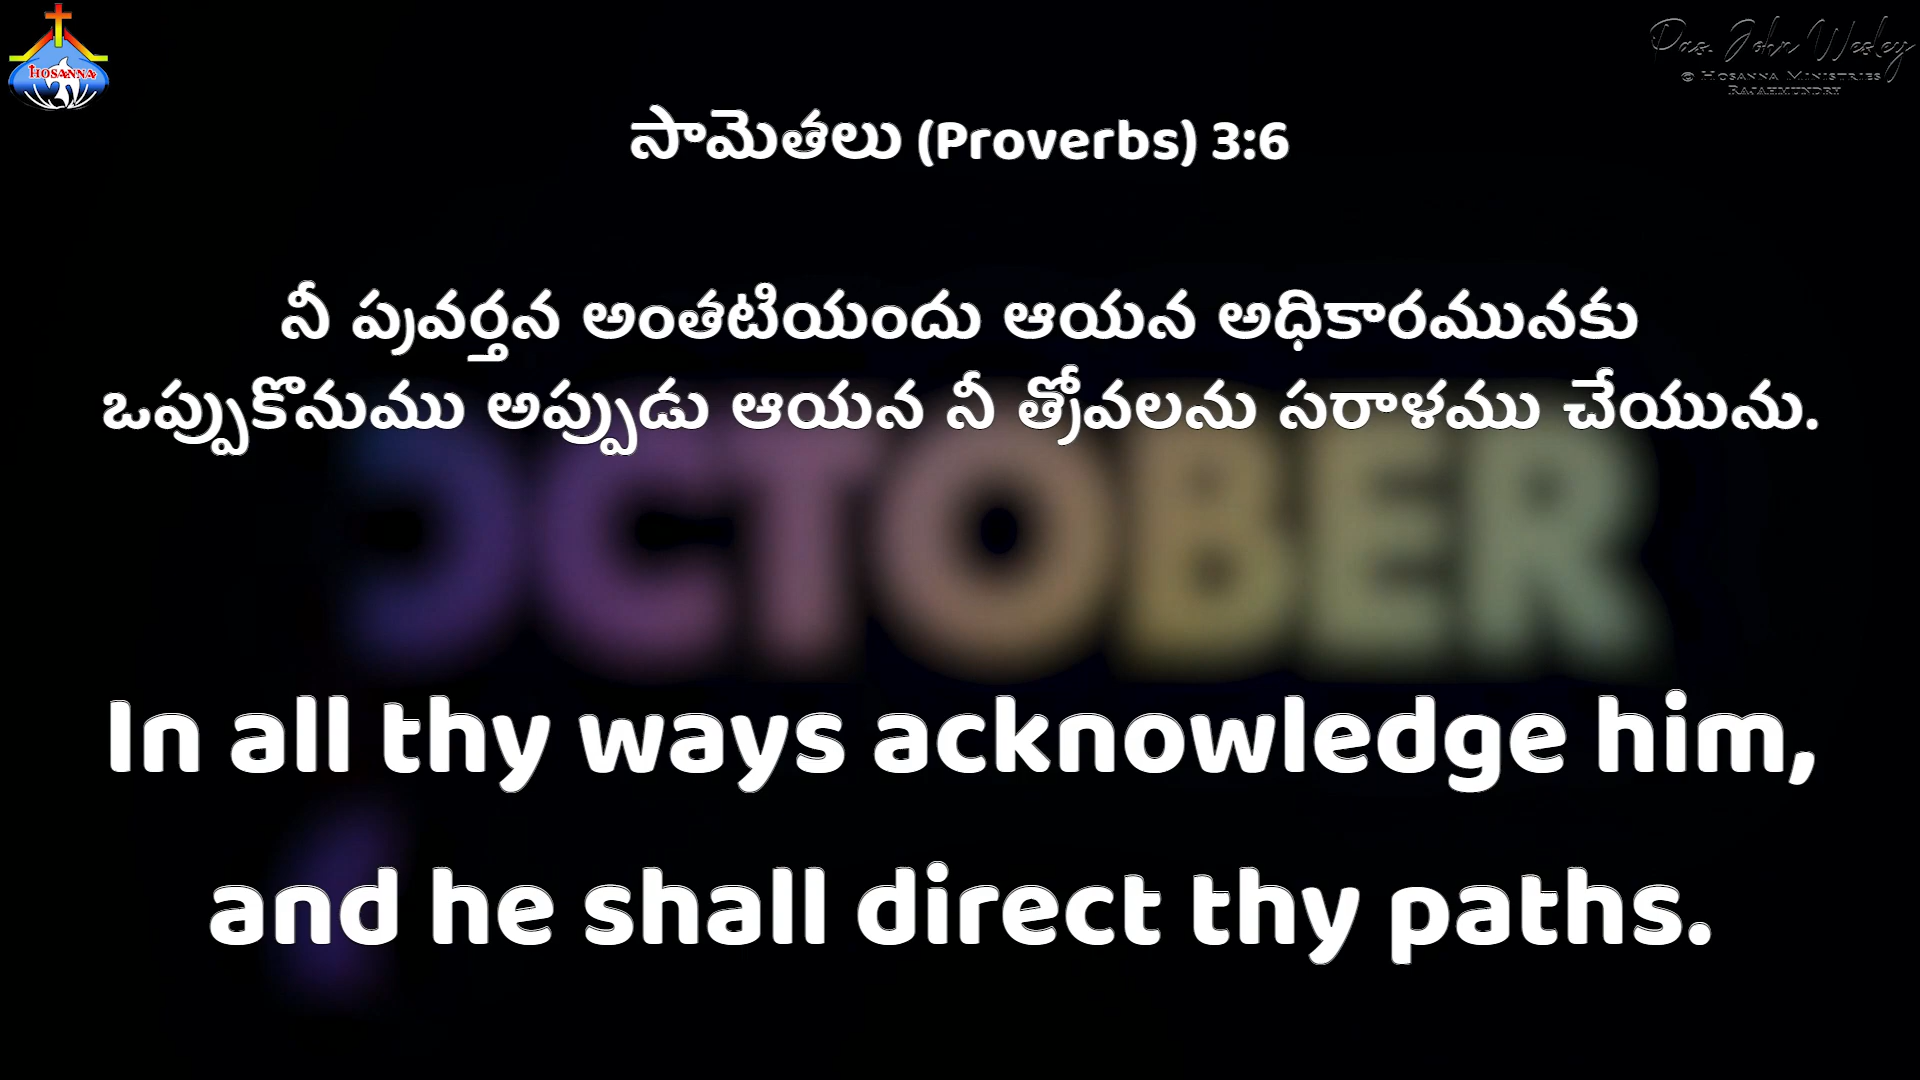 HOSANNA
Pas. John Wesley
© Hosanna Ministries
Rajahmundry
సామెతలు (Proverbs) 3:6
నీ ప్రవర్తన అంతటియందు ఆయన అధికారమునకు
ఒప్పుకొనుము అప్పుడు ఆయన నీ త్రోవలను సరాళము చేయును.
OCTOBER
In all thy ways acknowledge him,
and he shall direct thy paths.